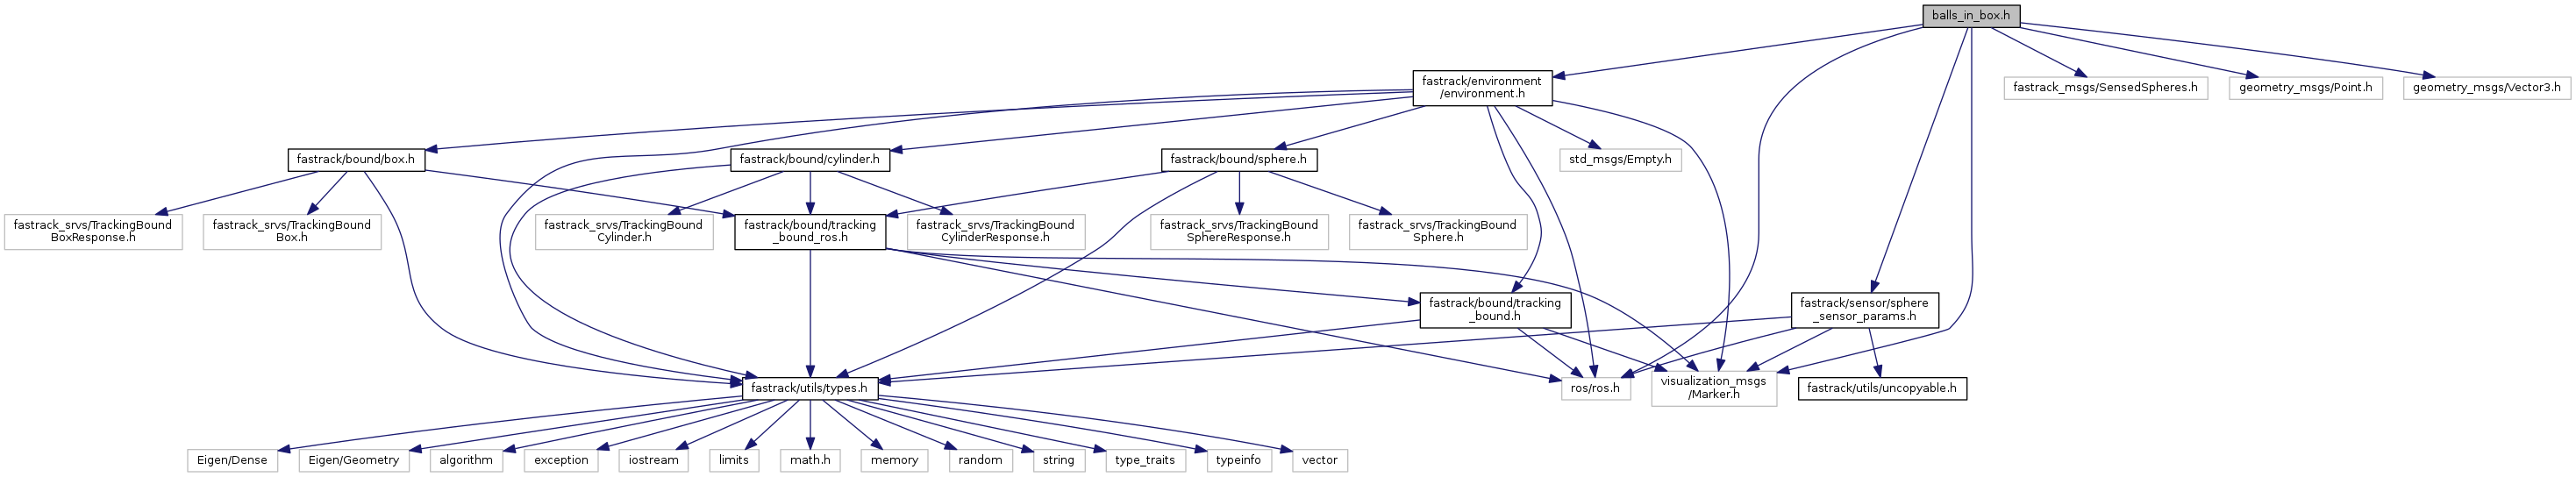 balls_in_box.h
fastrack/environment
/environment.h
fastrack_msgs/SensedSpheres.h
geometry_msgs/Point.h
geometry_msgs/Vector3.h
fastrack/bound/box.h
fastrack/bound/cylinder.h
fastrack/bound/sphere.h
std_msgs/Empty.h
fastrack_srvs/TrackingBound
BoxResponse.h
fastrack_srvs/TrackingBound
Box.h
fastrack_srvs/TrackingBound
Cylinder.h
fastrack/bound/tracking
_bound_ros.h
fastrack_srvs/TrackingBound
CylinderResponse.h
fastrack_srvs/TrackingBound
SphereResponse.h
fastrack_srvs/TrackingBound
Sphere.h
fastrack/bound/tracking
_bound.h
fastrack/sensor/sphere
_sensor_params.h
fastrack/utils/types.h
ros/ros.h
visualization_msgs
/Marker.h
fastrack/utils/uncopyable.h
Eigen/Dense
Eigen/Geometry
algorithm
exception
iostream
limits
math.h
memory
random
string
type_traits
typeinfo
vector